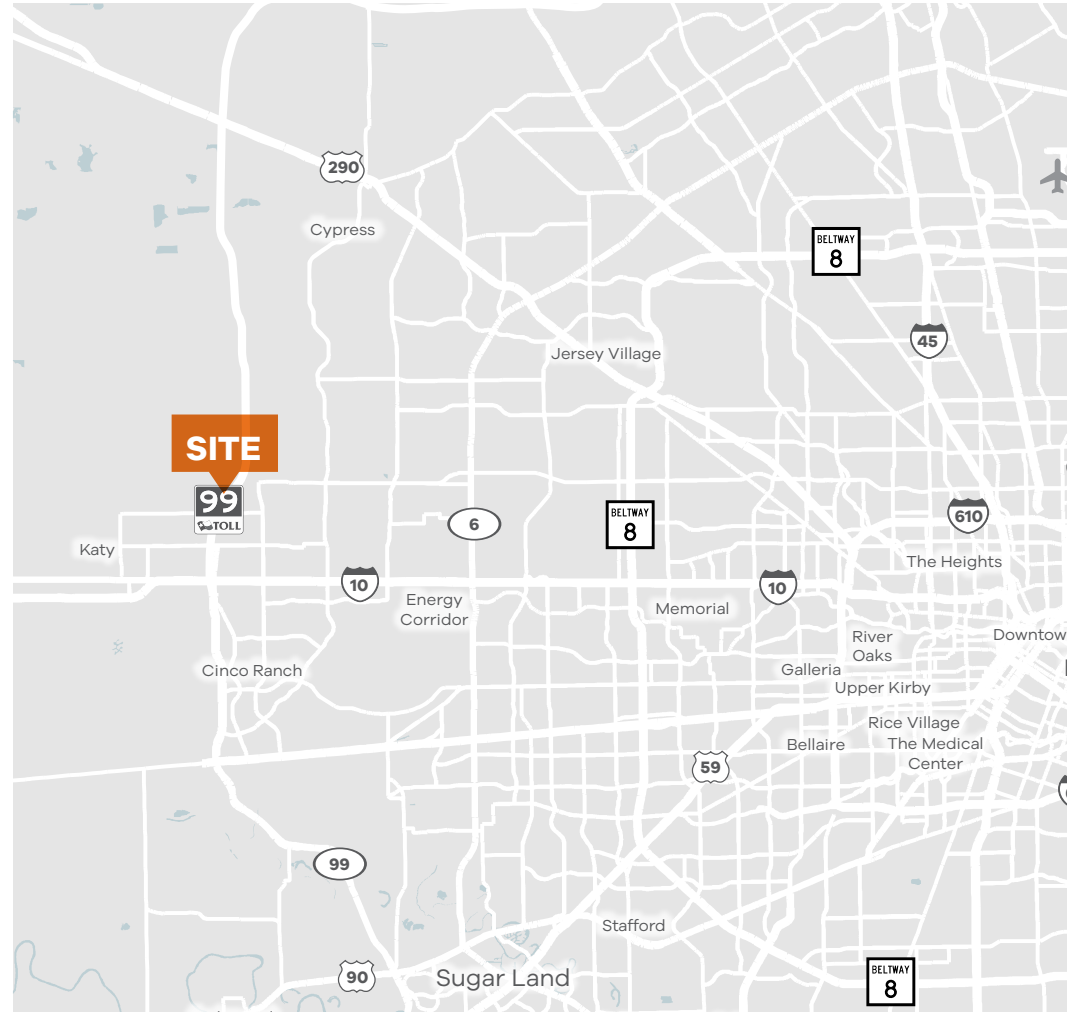 290
Cypress
BELTWAY
8
45
Jersey Village
SITE
99
TOLL
6
BELTWAY
8
610
Katy
The Heights
10
10
Energy
Corridor
Memorial
River
Oaks
Downtow
Cinco Ranch
Galleria
Upper Kirby
Rice Village
Bellaire
The Medical
Center
59
99
Stafford
90
Sugar Land
BELTWAY
8